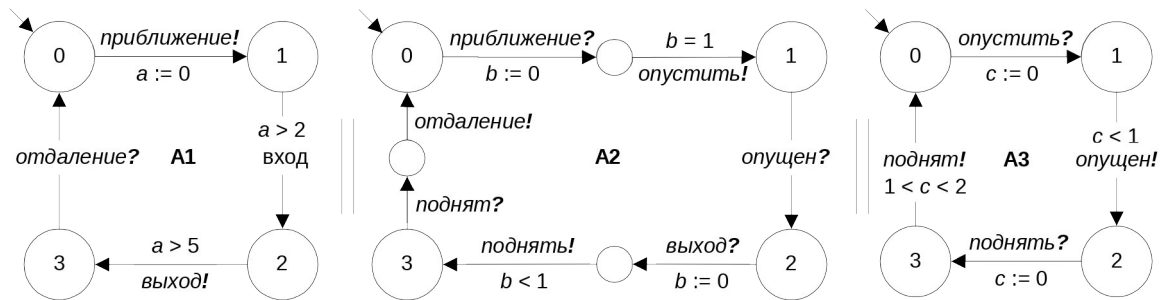 приближение!
0
1
a := 0
a > 2
вход
отдаление?
A1
3
a > 5
2
выход!
приближение?
b = 1
0
1
b := 0
опустить!
отдаление!
A2
опущен?
поднят?
поднять!
выход?
3
2
b < 1
b := 0
опустить?
0
1
c := 0
c < 1
поднят!
A3
опущен!
1 < c < 2
поднять?
3
2
c := 0